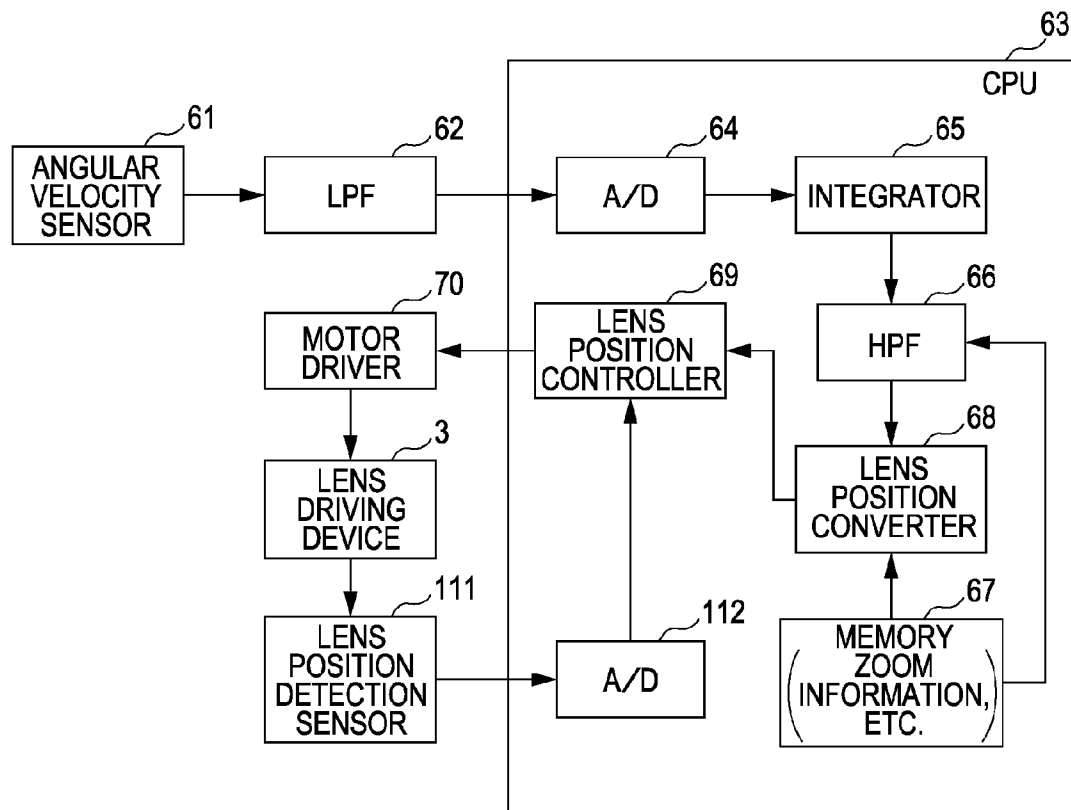 63
CPU
61
ANGULAR
VELOCITY
SENSOR
62
LPF
64
A/D
65
INTEGRATOR
70
MOTOR
DRIVER
69
LENS
POSITION
CONTROLLER
66
HPF
3
LENS
DRIVING
DEVICE
68
LENS
POSITION
CONVERTER
111
LENS
POSITION
DETECTION
SENSOR
112
A/D
67
MEMORY
(ZOOM
INFORMATION,
ETC.)